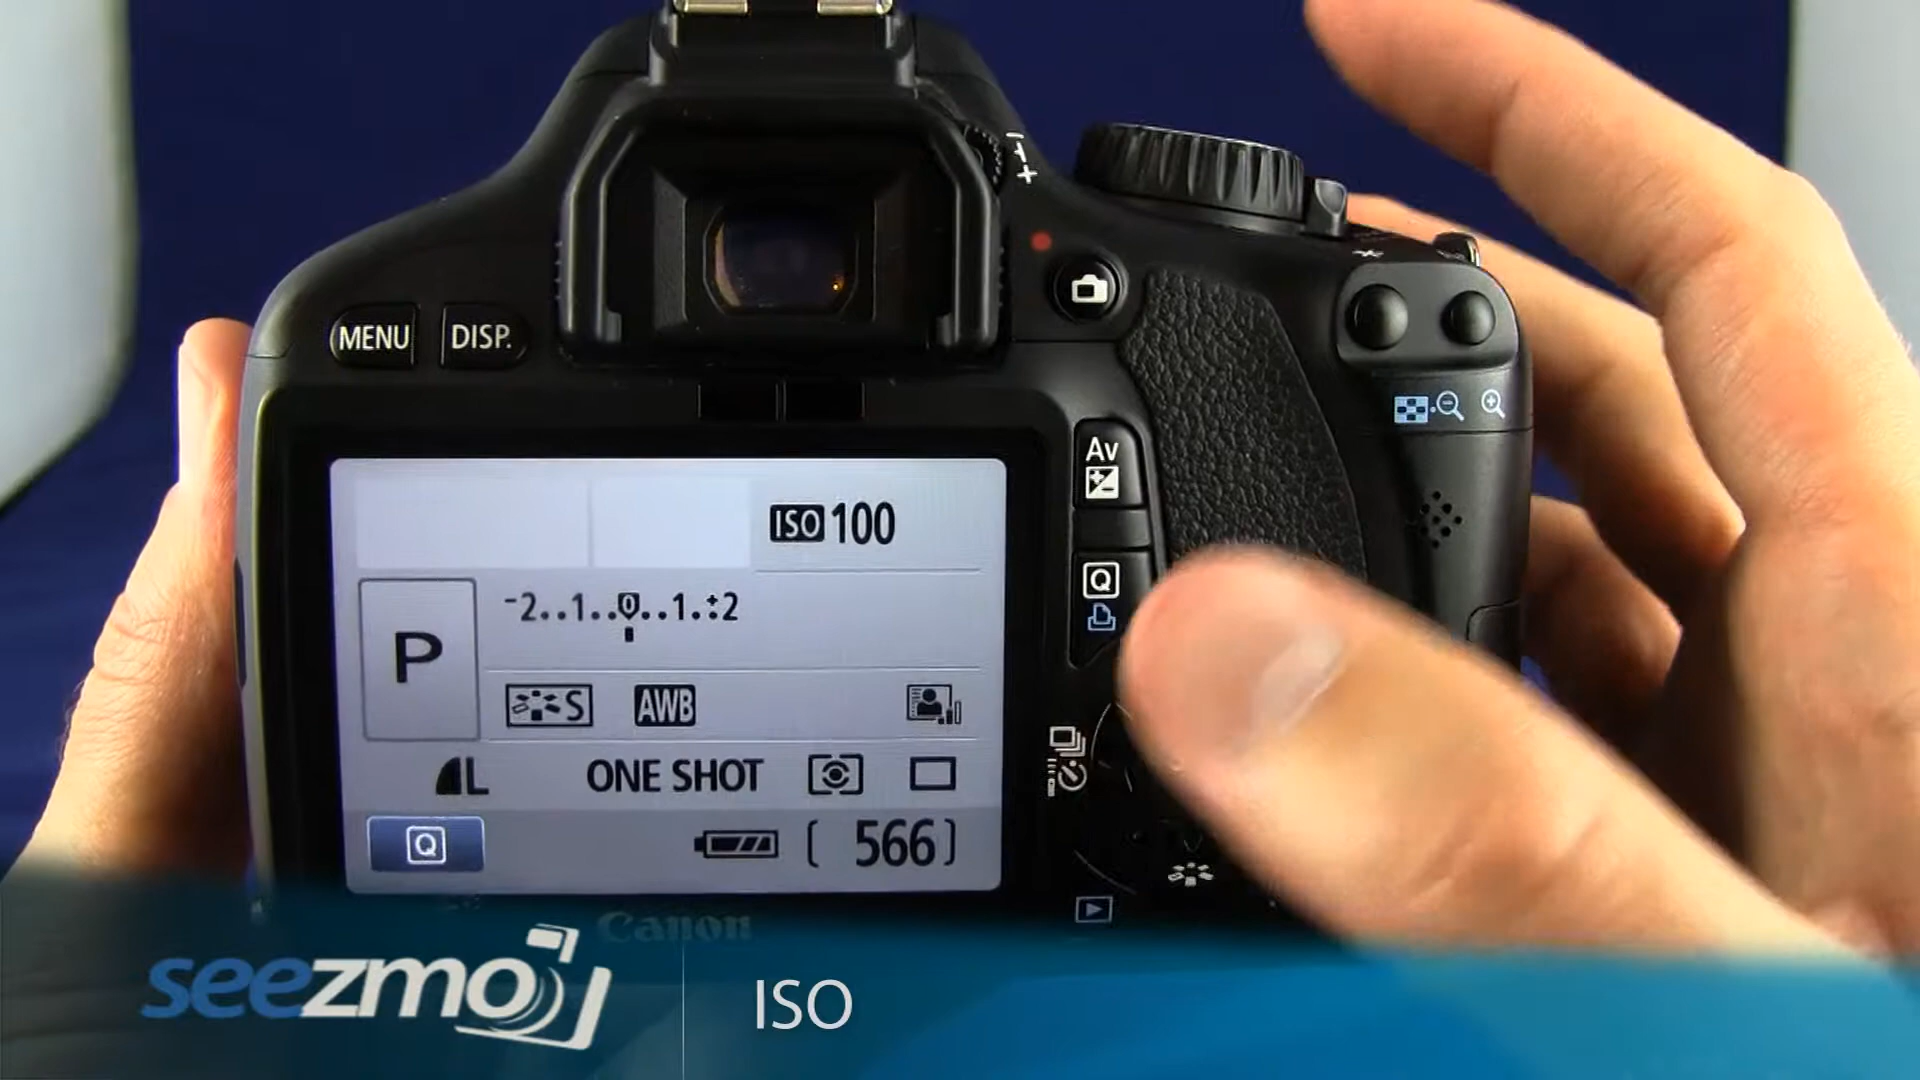 MENU
DISP.
Av
Q
ISO 100
-2..1..0..1.:+2
P
S
AWB
L
ONE SHOT
Q
[ 566]
Canon
seezmo
ISO